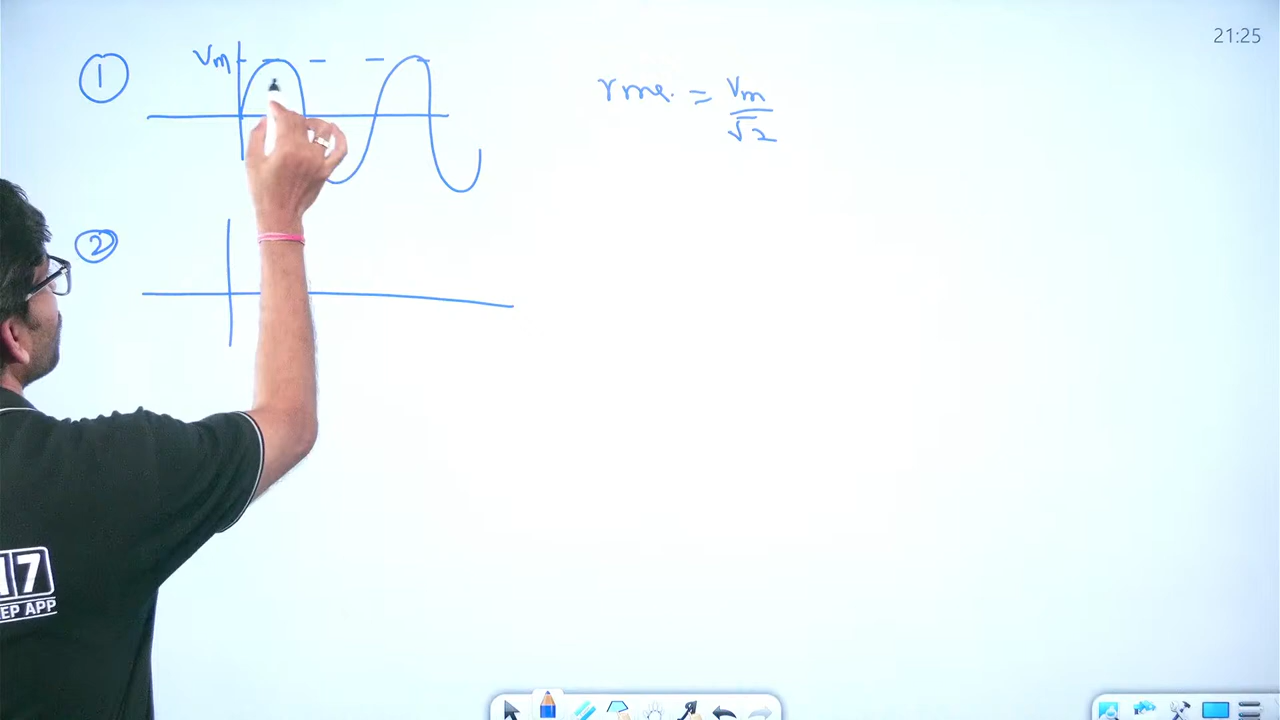 21:25
① Vm
rms = Vm/√2
②
17
EP APP